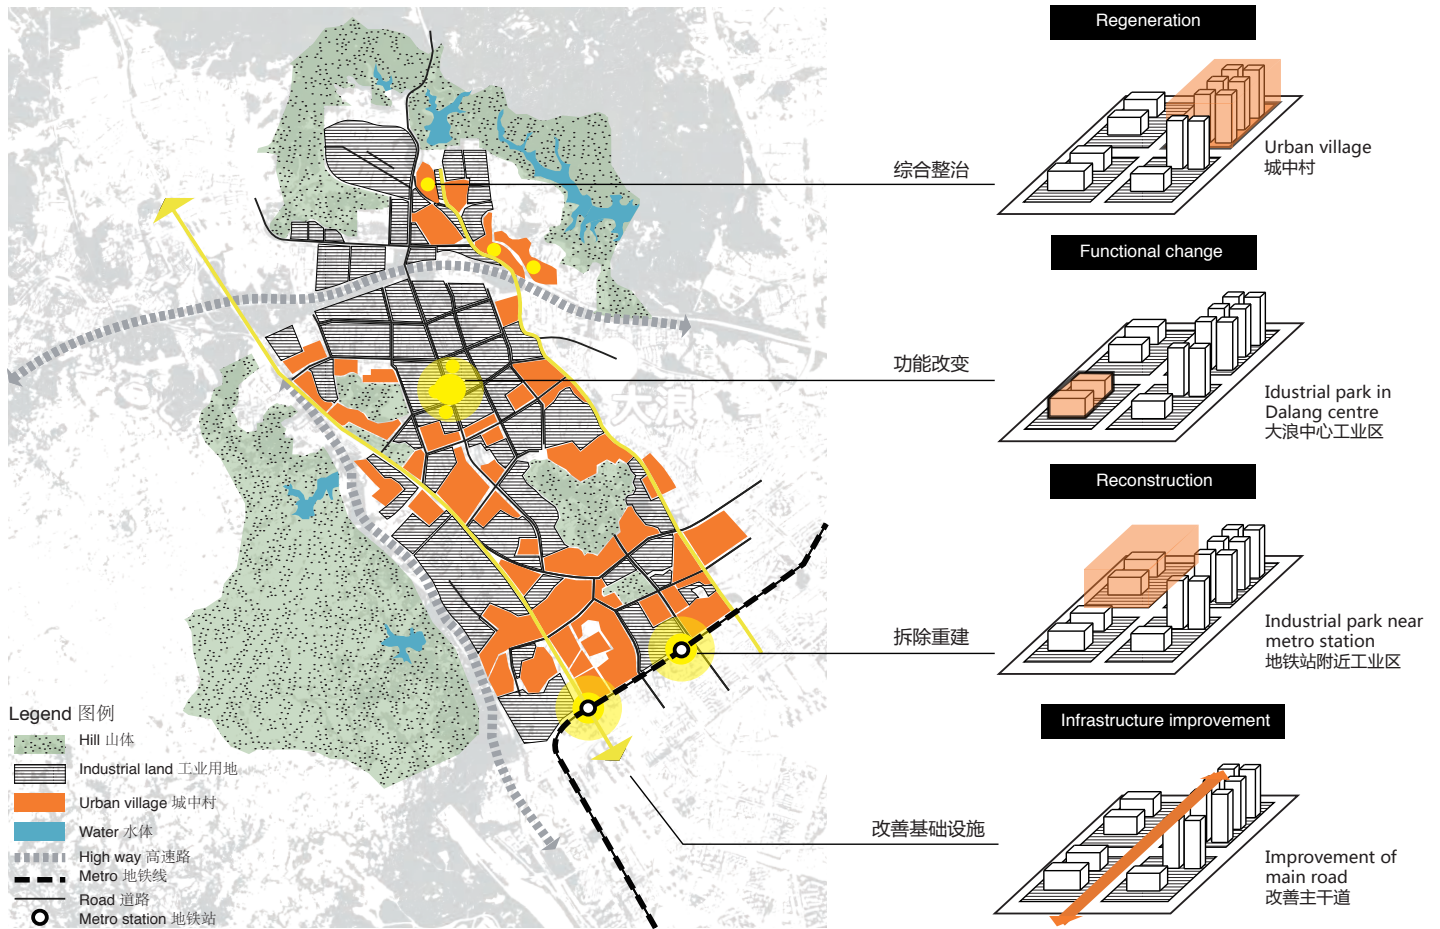 Regeneration
综合整治
Urban village
城中村
Functional change
功能改变
大浪
Idustrial park in
Dalang centre
大浪中心工业区
Reconstruction
拆除重建
Industrial park near
metro station
地铁站附近工业区
Infrastructure improvement
改善基础设施
Improvement of
main road
改善主干道
Legend 图例
Hill 山体
Industrial land 工业用地
Urban village 城中村
Water 水体
High way 高速路
Metro 地铁线
Road 道路
Metro station 地铁站